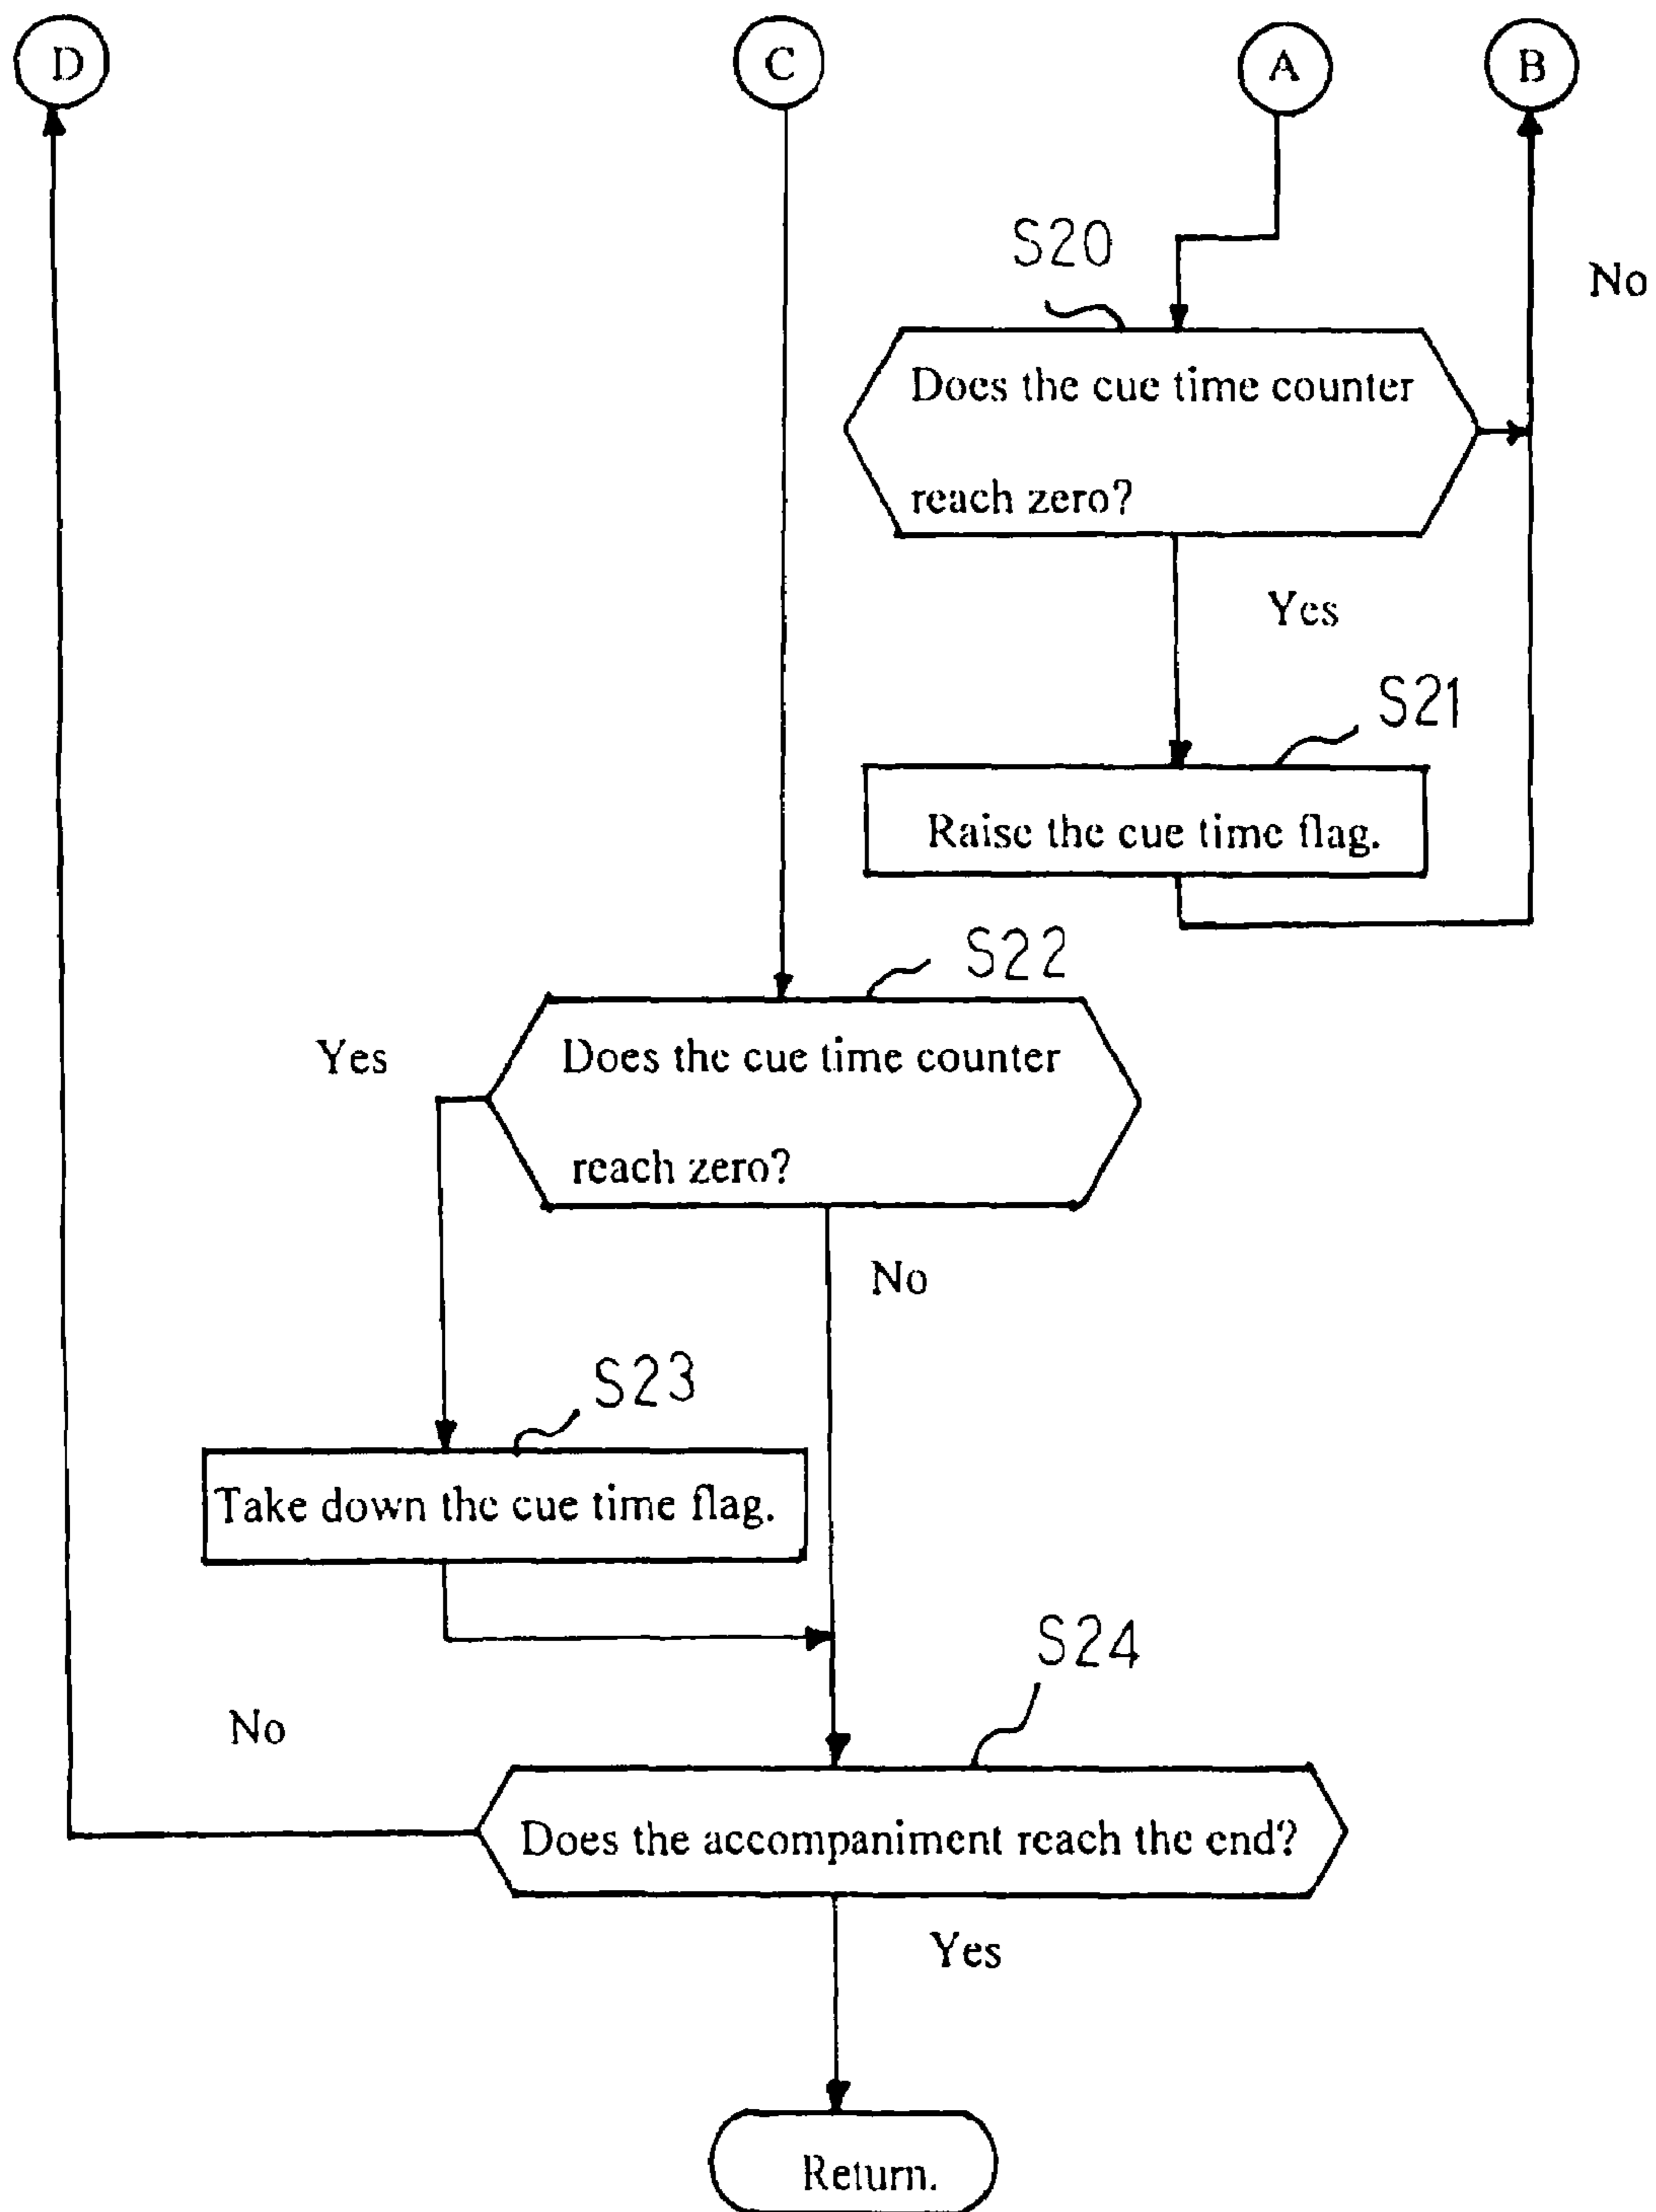 D
C
A
B
S20
No
Does the cue time counter
reach zero?
Yes
S21
Raise the cue time flag.
S22
Yes
Does the cue time counter
reach zero?
No
S23
Take down the cue time flag.
S24
No
Does the accompaniment reach the end?
Yes
Return.